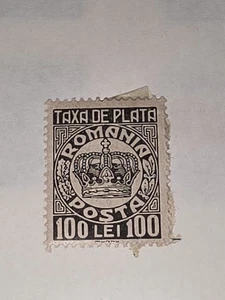 TAXA DE PLATA
ROMANIA
POSTA
100 LEI 100